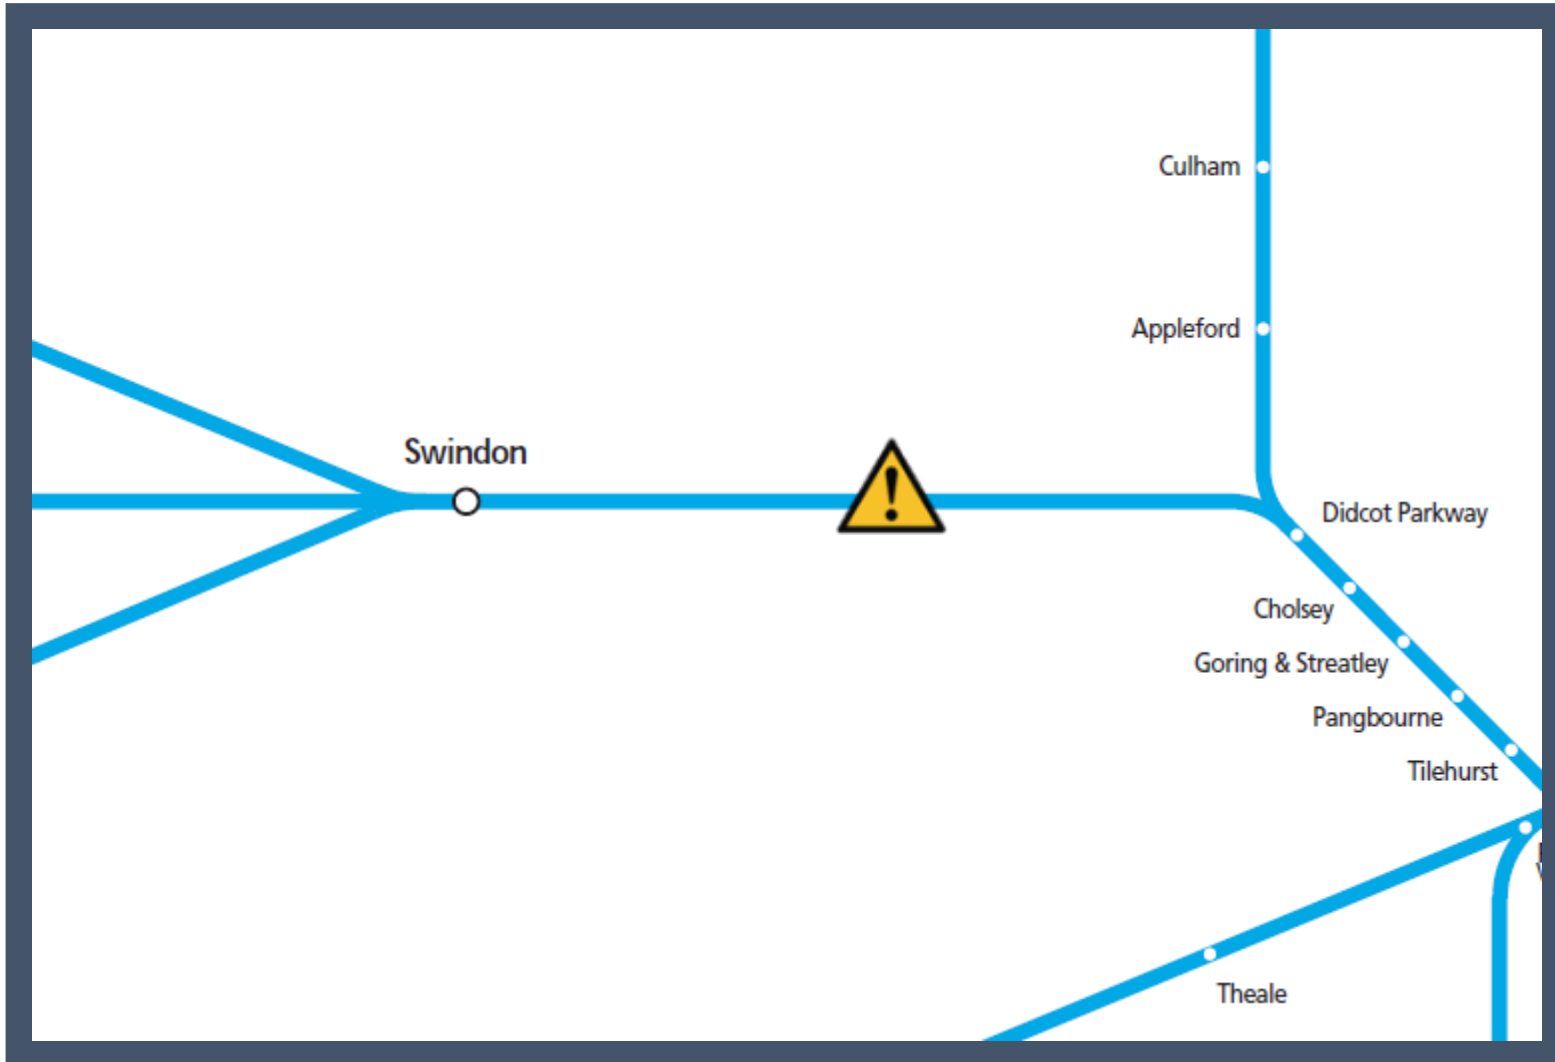 Culham
Appleford
Swindon
Didcot Parkway
Cholsey
Goring & Streatley
Pangbourne
Tilehurst
Theale